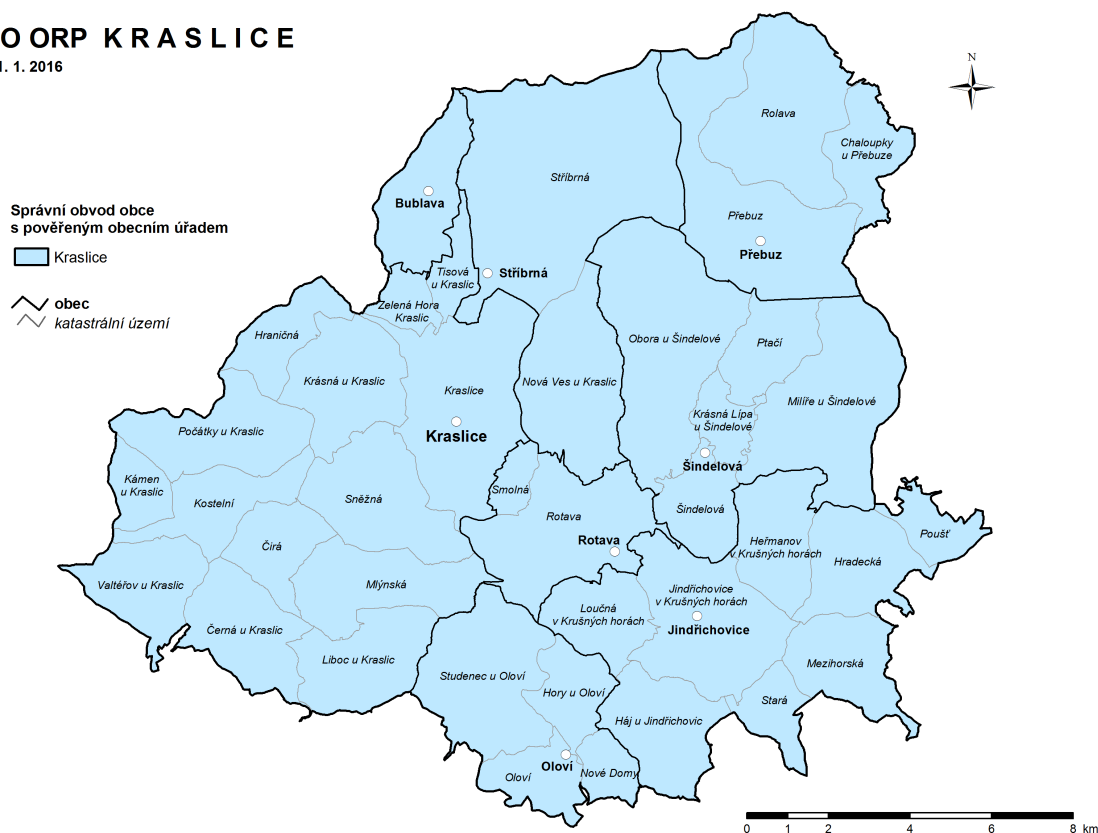 O ORP K R A S L I C E
1. 1. 2016
N
Rolava
Chaloupky
u Přebuze
Stříbrná
Bublava
Přebuz
Přebuz
Správní obvod obce
s pověřeným obecním úřadem
Kraslice
Tisová
u Kraslic
Stříbrná
Zelená Hora
Kraslic
obec
katastrální území
Hraničná
Obora u Šindelové
Ptačí
Krásná u Kraslic
Kraslice
Nová Ves u Kraslic
Milíře u Šindelové
Krásná Lípa
u Šindelové
Počátky u Kraslic
Kraslice
Šindelová
Kámen
u Kraslic
Kostelní
Sněžná
Smolná
Rotava
Šindelová
Poušť
Čirá
Rotava
Heřmanov
v Krušných horách
Hradecká
Valtéřov u Kraslic
Mlýnská
Jindřichovice
v Krušných horách
Loučná
v Krušných horách
Jindřichovice
Černá u Kraslic
Liboc u Kraslic
Mezihorská
Studenec u Oloví
Hory u Oloví
Stará
Háj u Jindřichovic
Oloví
Oloví
Nové Domy
0 1 2 4 6 8 km